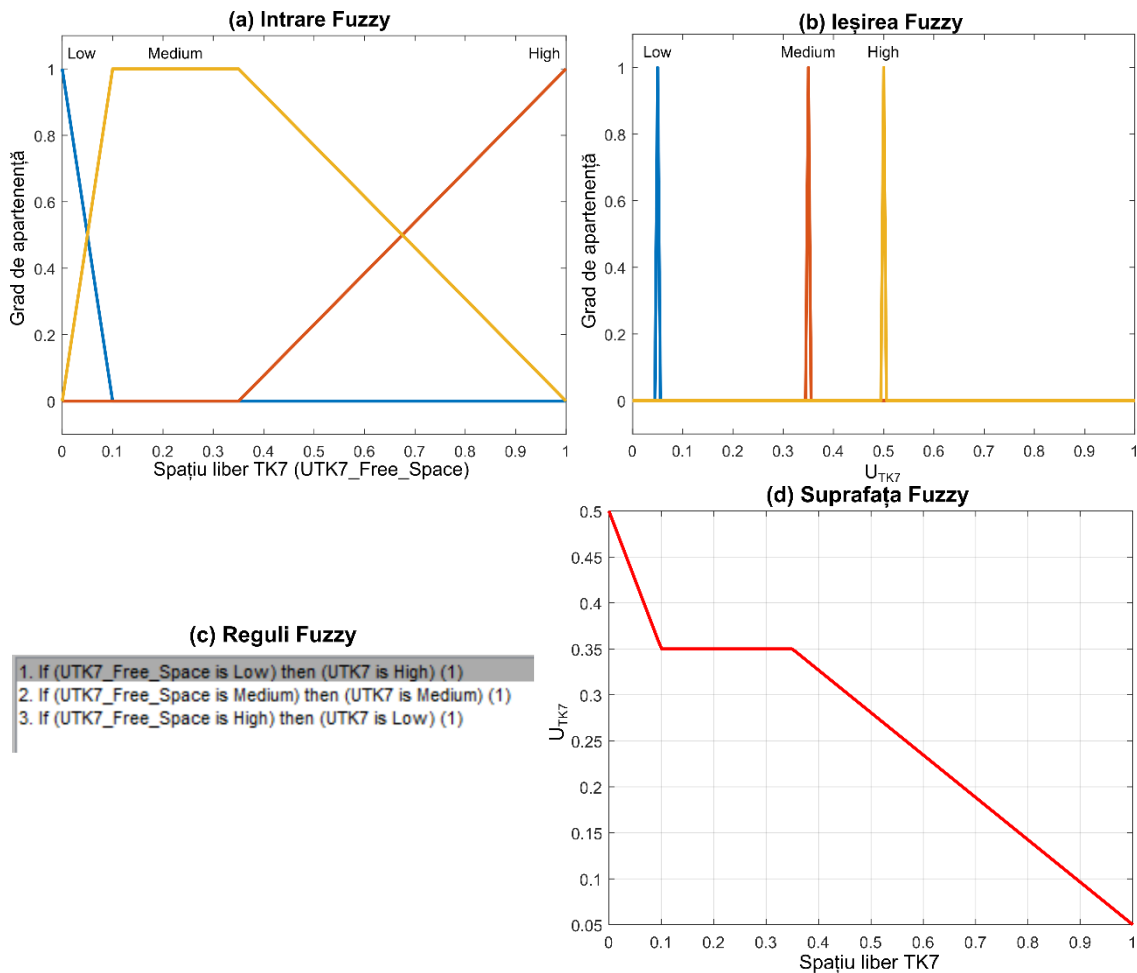 (a) Intrare Fuzzy
Low
Medium
High
1
0.8
0.6
0.4
0.2
0
Grad de apartenență
0 0.1 0.2 0.3 0.4 0.5 0.6 0.7 0.8 0.9 1
Spațiu liber TK7 (UTK7_Free_Space)
(b) Ieșirea Fuzzy
Low
Medium
High
1
0.8
0.6
0.4
0.2
0
Grad de apartenență
0 0.1 0.2 0.3 0.4 0.5 0.6 0.7 0.8 0.9 1
UTK7
(c) Reguli Fuzzy
1. If (UTK7_Free_Space is Low) then (UTK7 is High) (1)
2. If (UTK7_Free_Space is Medium) then (UTK7 is Medium) (1)
3. If (UTK7_Free_Space is High) then (UTK7 is Low) (1)
(d) Suprafața Fuzzy
0.5
0.45
0.4
0.35
0.3
0.25
0.2
0.15
0.1
0.05
UTK7
0 0.1 0.2 0.3 0.4 0.5 0.6 0.7 0.8 0.9 1
Spațiu liber TK7